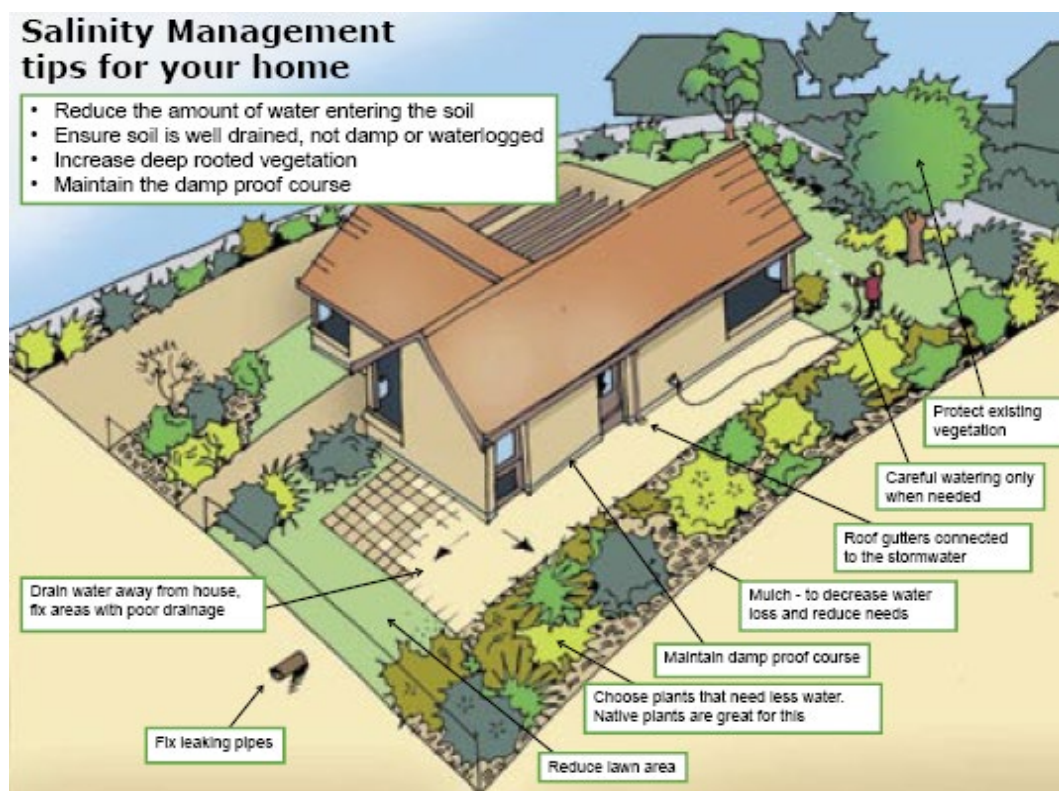 Salinity Management
tips for your home
• Reduce the amount of water entering the soil
• Ensure soil is well drained, not damp or waterlogged
• Increase deep rooted vegetation
• Maintain the damp proof course
Protect existing
vegetation
Careful watering only
when needed
Roof gutters connected
to the stormwater
Drain water away from house,
fix areas with poor drainage
Mulch - to decrease water
loss and reduce needs
Maintain damp proof course
Choose plants that need less water.
Native plants are great for this
Fix leaking pipes
Reduce lawn area